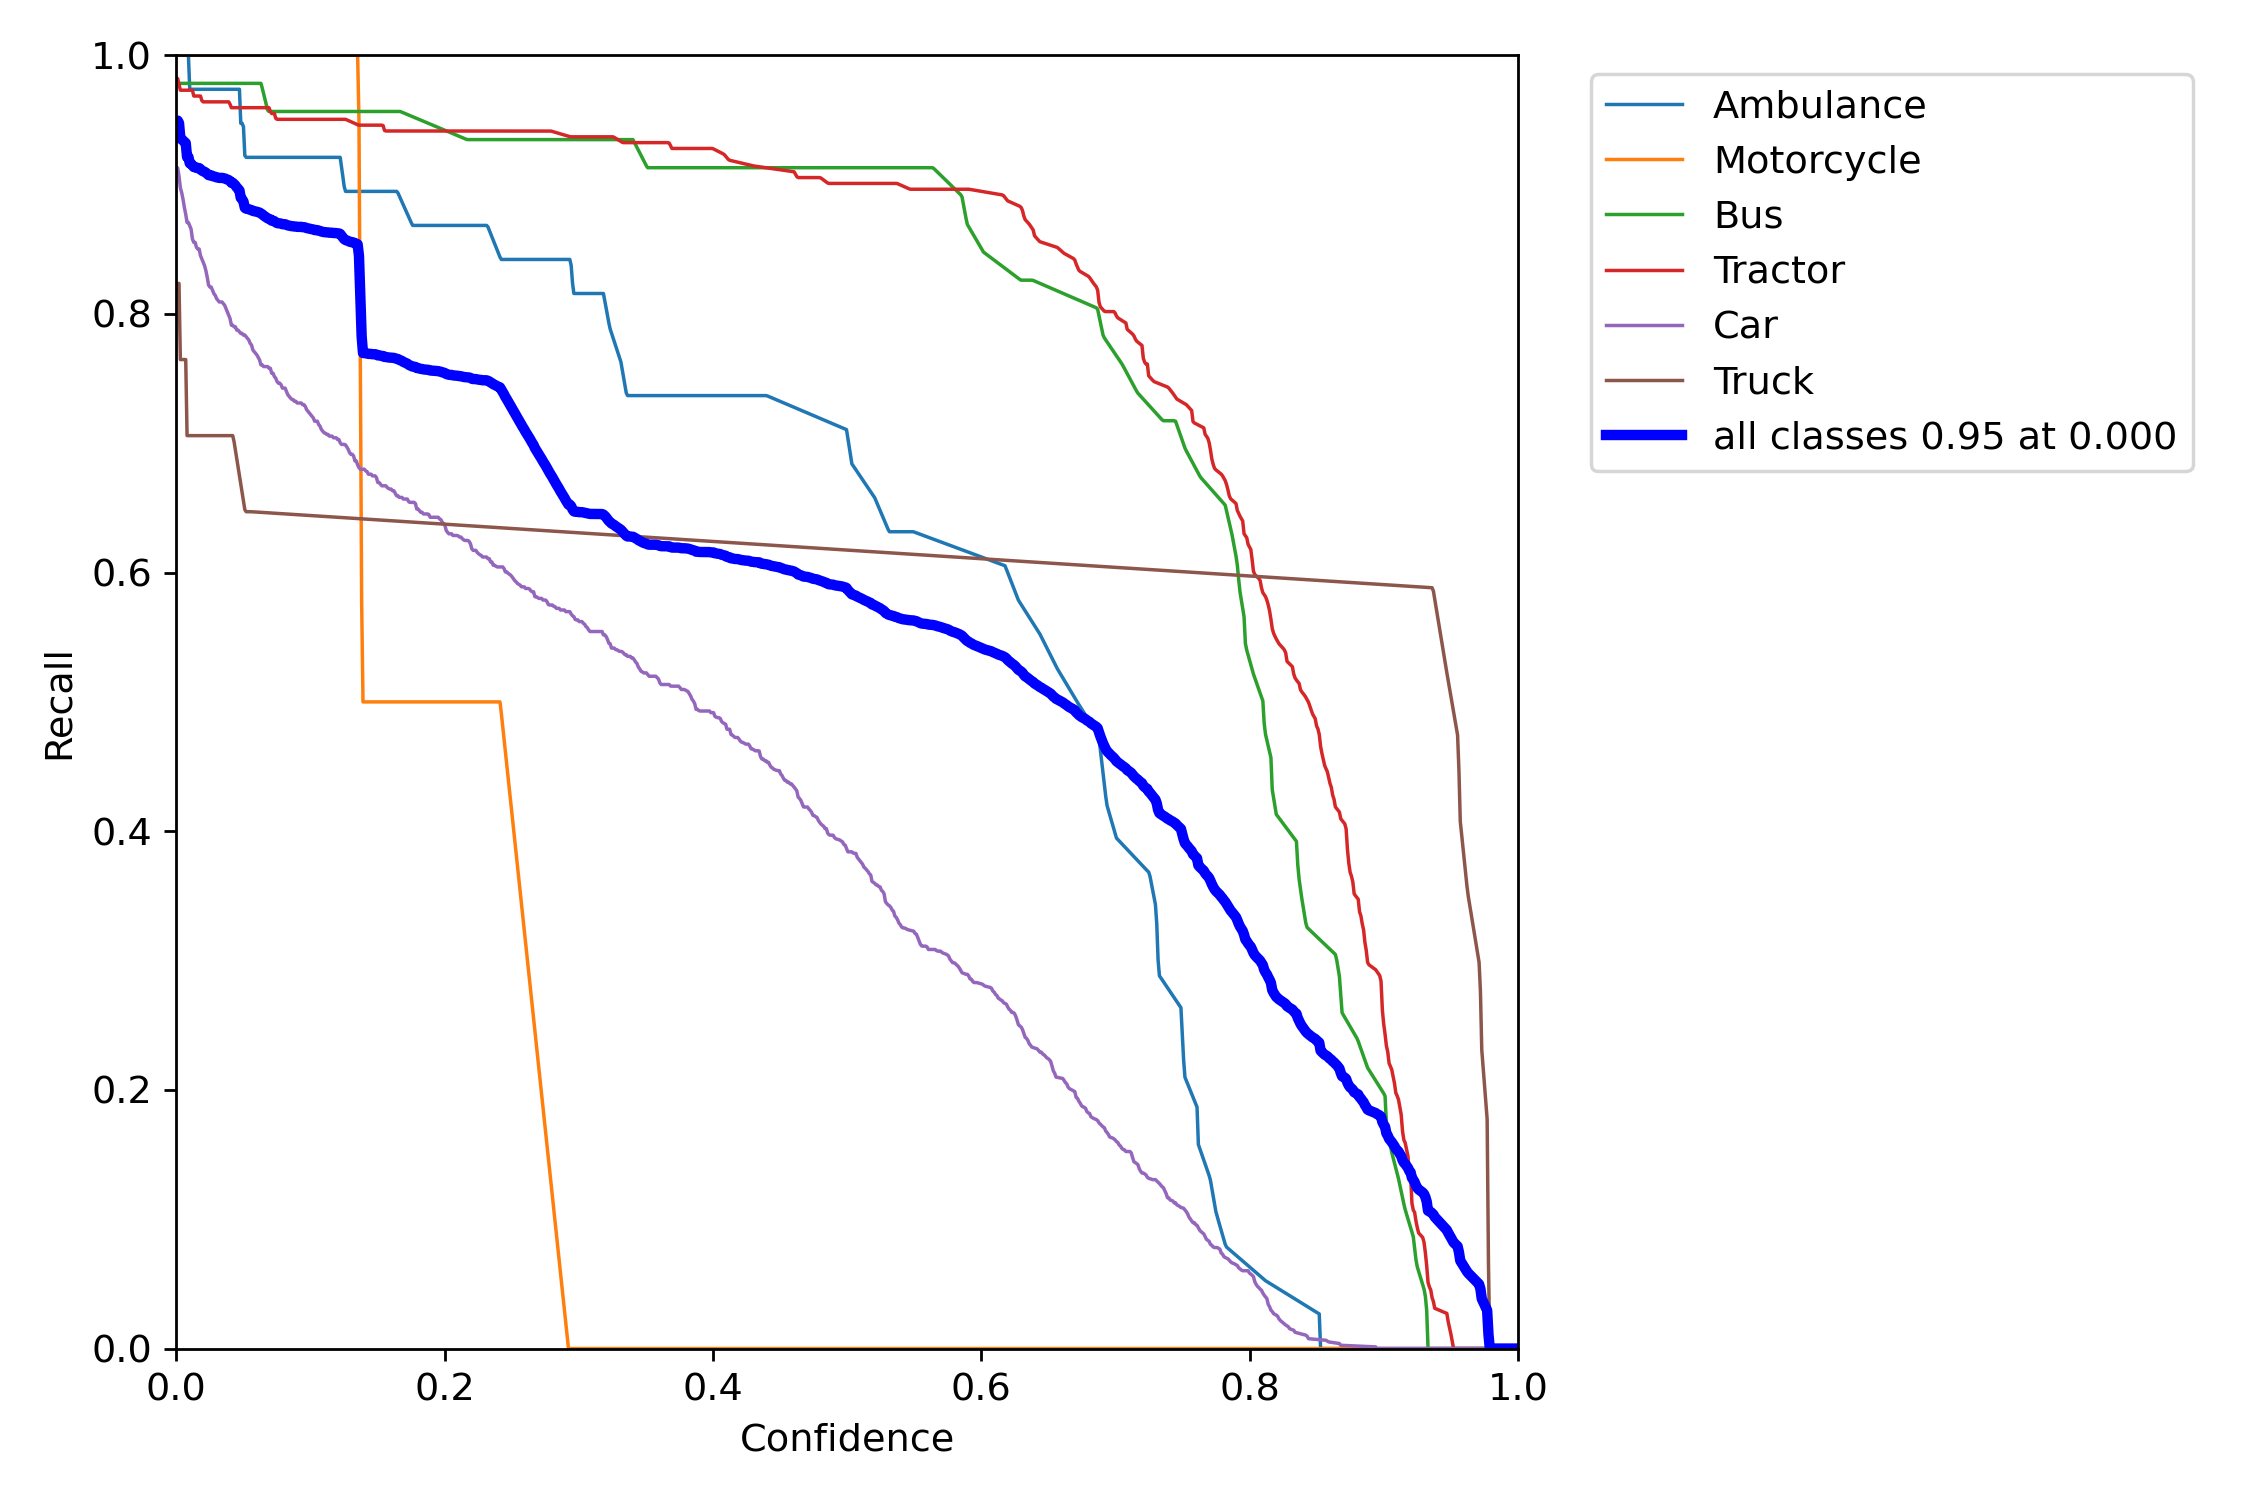 1.0
0.8
0.6
0.4
0.2
0.0
Recall
0.0 0.2 0.4 0.6 0.8 1.0
Confidence
Ambulance
Motorcycle
Bus
Tractor
Car
Truck
all classes 0.95 at 0.000